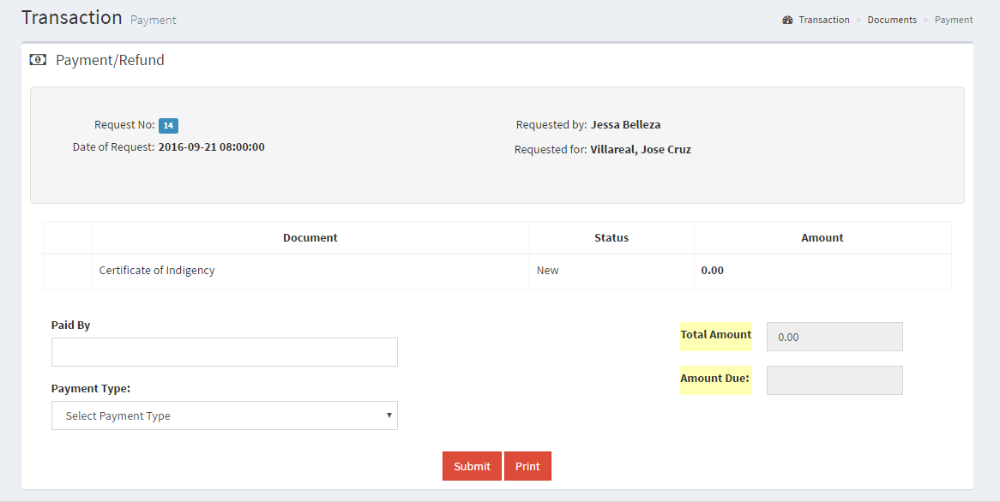 Transaction Payment
Transaction > Documents > Payment
Payment/Refund
Request No: 14
Requested by: Jessa Belleza
Date of Request: 2016-09-21 08:00:00
Requested for: Villareal, Jose Cruz
Document Status Amount
Certificate of Indigency New 0.00
Paid By
Total Amount 0.00
Amount Due:
Payment Type:
Select Payment Type
Submit Print